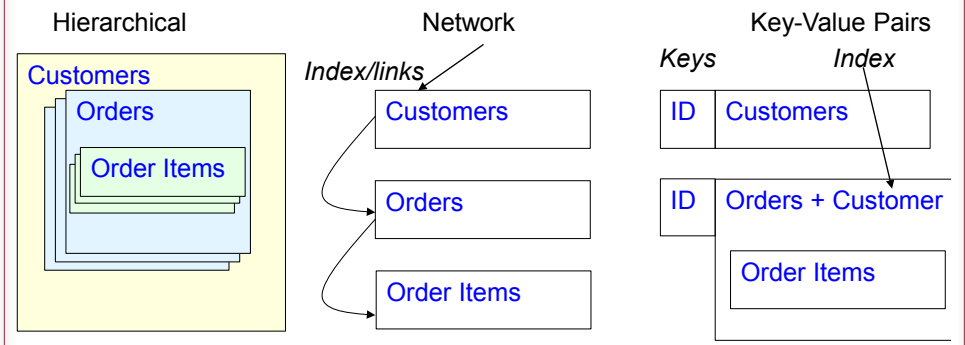 Hierarchical
Network
Key-Value Pairs
Customers
Orders
Order Items
Index/links
Customers
Orders
Order Items
Keys
Index
ID
Customers
ID
Orders + Customer
Order Items